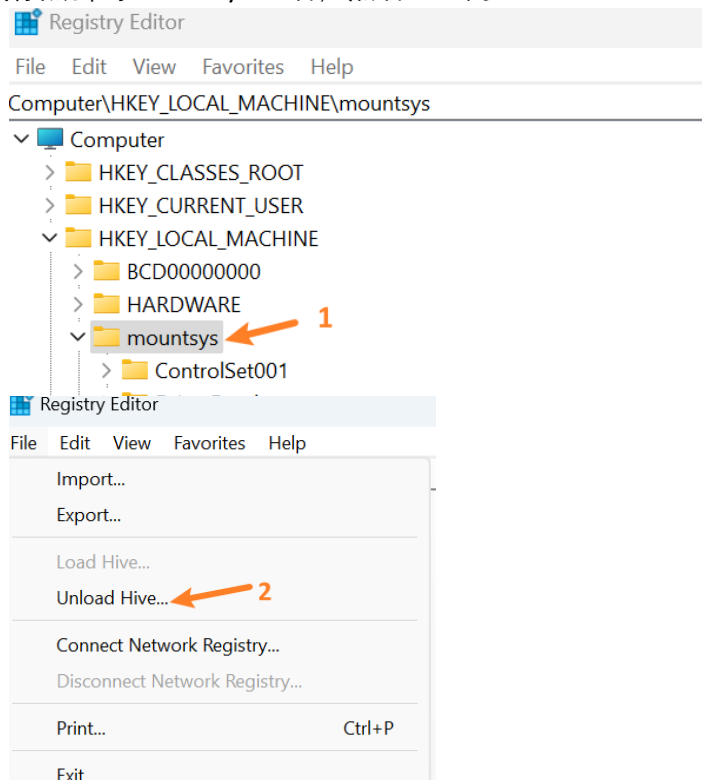 Registry Editor
File Edit View Favorites Help
Computer\HKEY_LOCAL_MACHINE\mountsys
Computer
HKEY_CLASSES_ROOT
HKEY_CURRENT_USER
HKEY_LOCAL_MACHINE
BCD00000000
HARDWARE
1
mountsys
ControlSet001
Registry Editor
File Edit View Favorites Help
Import...
Export...
Load Hive...
Unload Hive...
2
Connect Network Registry...
Disconnect Network Registry...
Print... Ctrl+P
Exit